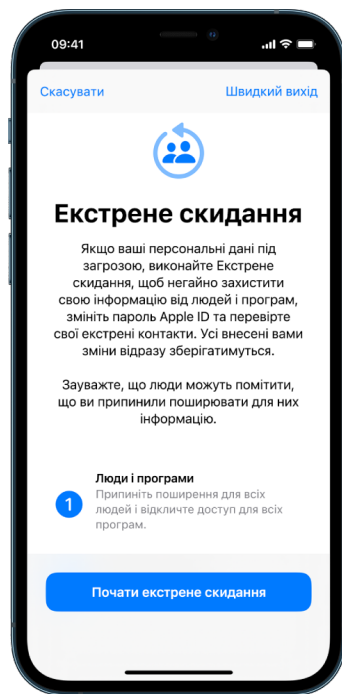 09:41
Скасувати Швидкий вихід
Екстрене скидання
Якщо ваші персональні дані під
загрозою, виконайте Екстрене
скидання, щоб негайно захистити
свою інформацію від людей і програм,
змініть пароль Apple ID та перевірте
свої екстрені контакти. Усі внесені вами
зміни відразу зберігатимуться.
Зауважте, що люди можуть помітити,
що ви припинили поширювати для них
інформацію.
1
Люди і програми
Припиніть поширення для всіх
людей і відкличте доступ для всіх
програм.
Почати екстрене скидання